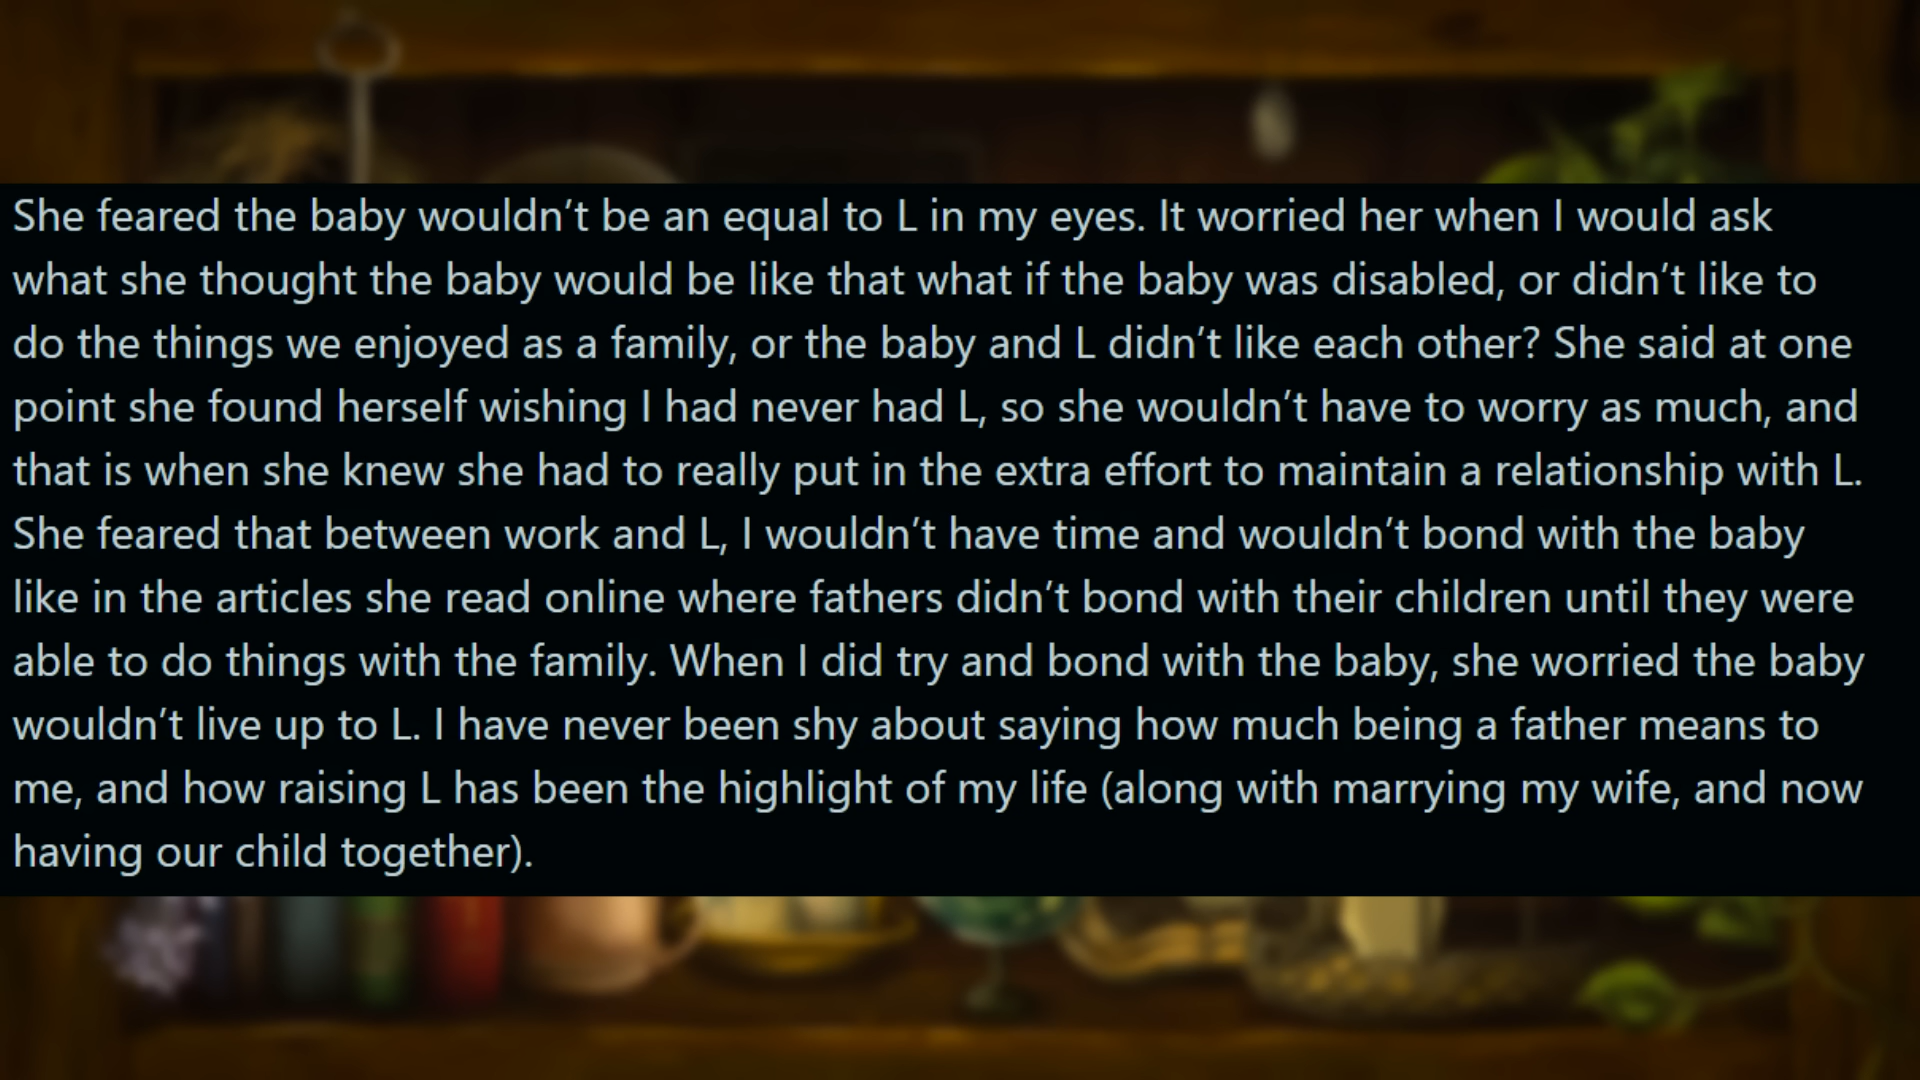 She feared the baby wouldn’t be an equal to L in my eyes. It worried her when I would ask
what she thought the baby would be like that what if the baby was disabled, or didn’t like to
do the things we enjoyed as a family, or the baby and L didn’t like each other? She said at one
point she found herself wishing I had never had L, so she wouldn’t have to worry as much, and
that is when she knew she had to really put in the extra effort to maintain a relationship with L.
She feared that between work and L, I wouldn’t have time and wouldn’t bond with the baby
like in the articles she read online where fathers didn’t bond with their children until they were
able to do things with the family. When I did try and bond with the baby, she worried the baby
wouldn’t live up to L. I have never been shy about saying how much being a father means to
me, and how raising L has been the highlight of my life (along with marrying my wife, and now
having our child together).